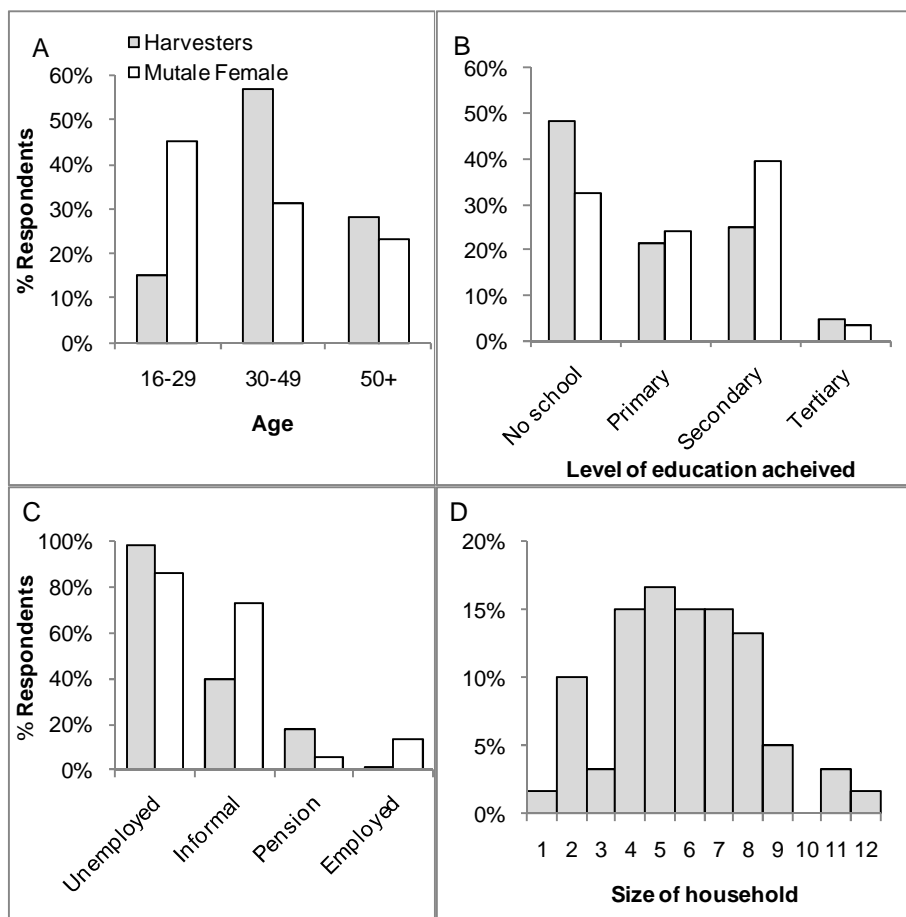 A
Harvesters
Mutale Female
60%
50%
40%
30%
20%
10%
0%
% Respondents
16-29 30-49 50+
Age
B
60%
50%
40%
30%
20%
10%
0%
No school Primary Secondary Tertiary
Level of education acheived
C
100%
80%
60%
40%
20%
0%
% Respondents
Unemployed Informal Pension Employed
D
20%
15%
10%
5%
0%
1 2 3 4 5 6 7 8 9 10 11 12
Size of household